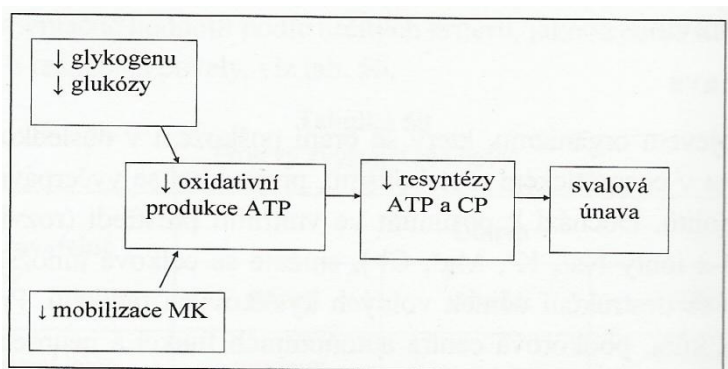 ↓ glykogenu
↓ glukózy
↓ oxidativní
produkce ATP
↓ resyntézy
ATP a CP
svalová
únava
↓ mobilizace MK